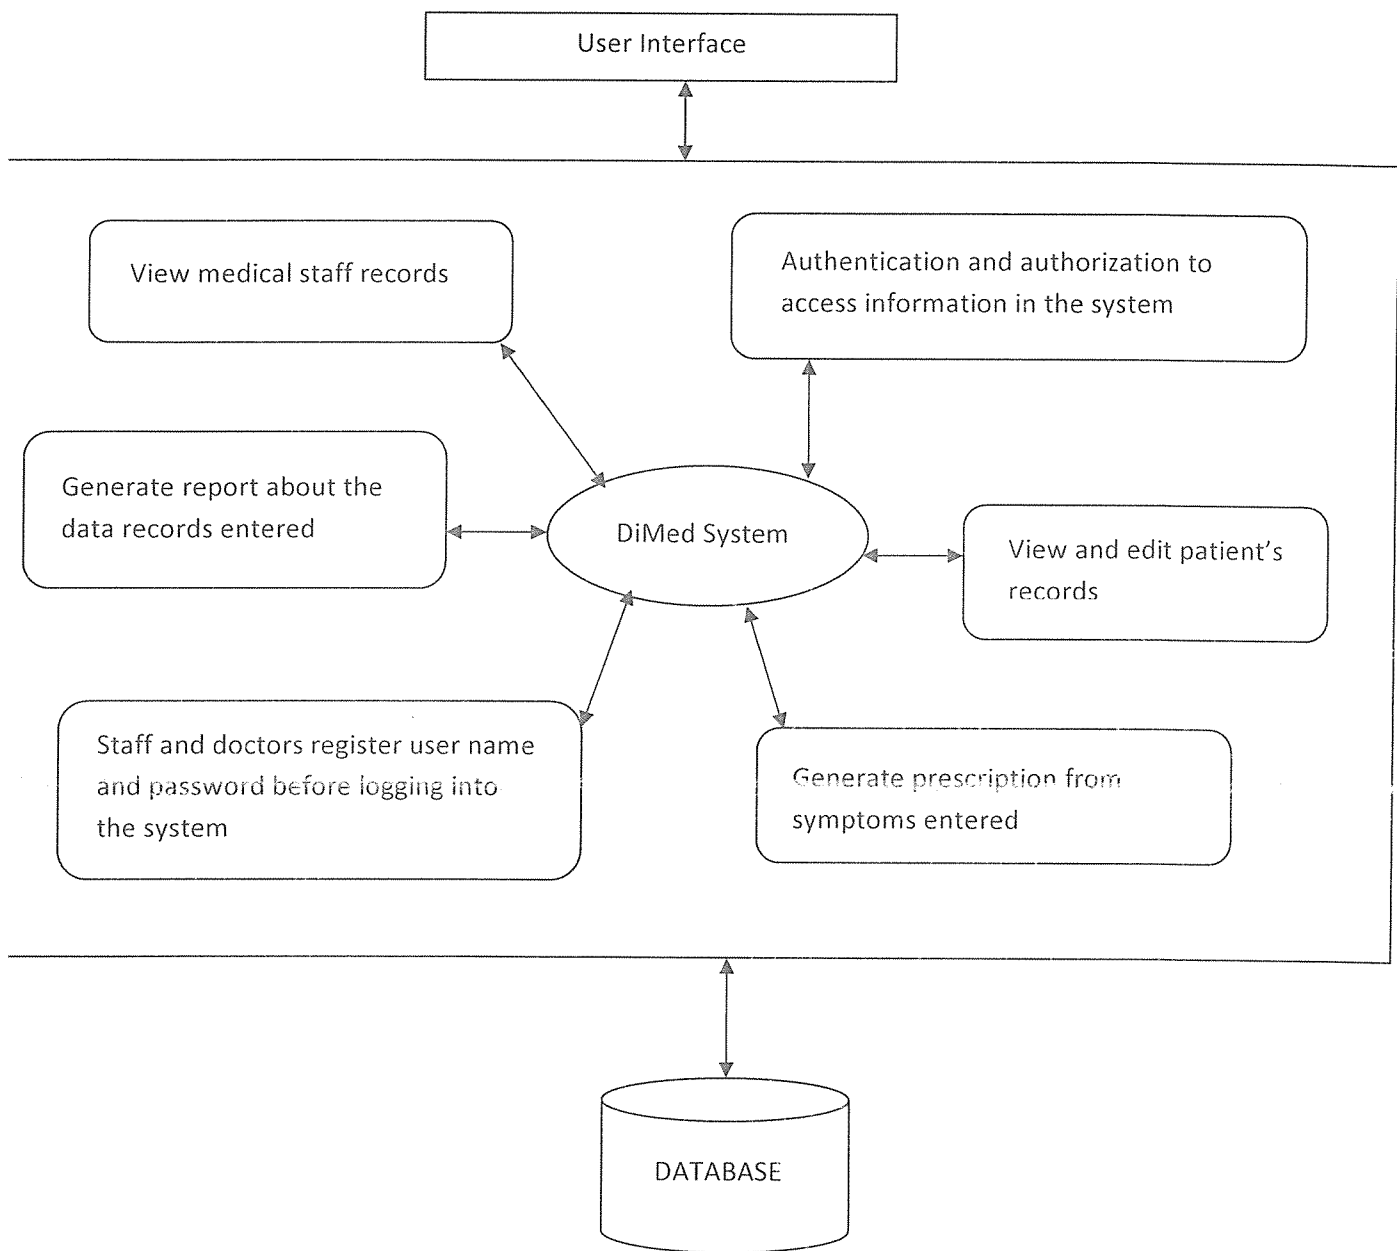 User Interface
View medical staff records
Authentication and authorization to
access information in the system
Generate report about the
data records entered
DiMed System
View and edit patient's
records
Staff and doctors register user name
and password before logging into
the system
Generate prescription from
symptoms entered
DATABASE